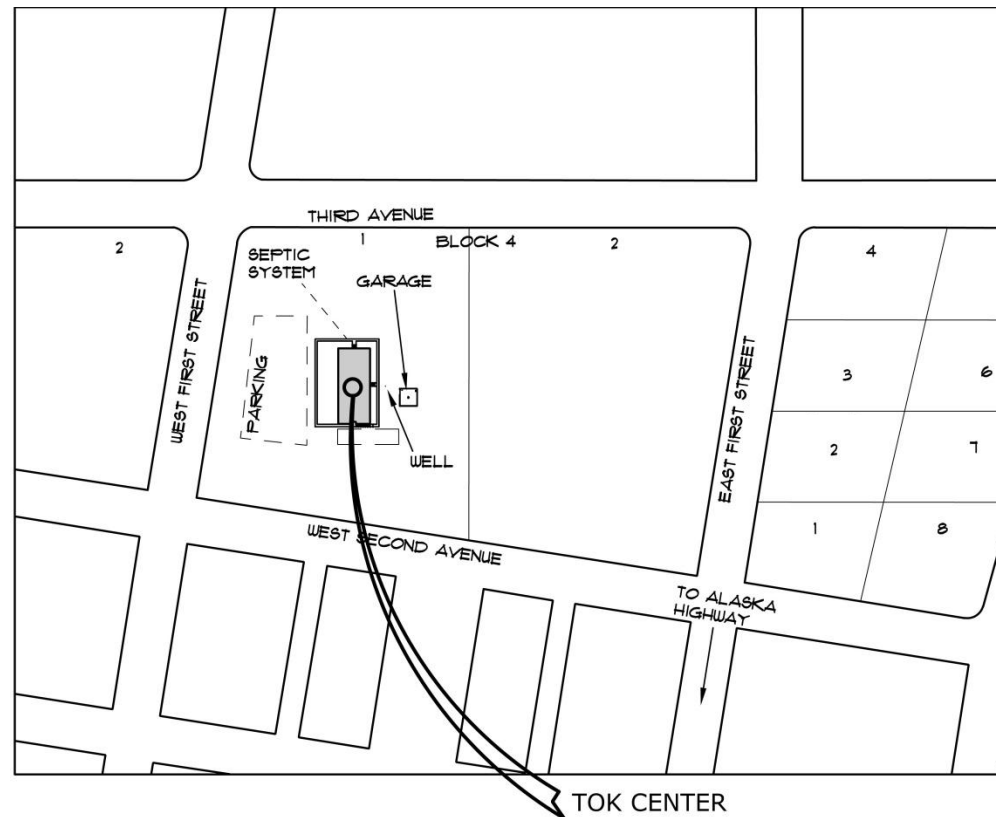 THIRD AVENUE
2
1
BLOCK 4
2
4
SEPTIC
SYSTEM
GARAGE
WEST FIRST STREET
PARKING
EAST FIRST STREET
3
6
2
7
WELL
1
8
WEST SECOND AVENUE
TO ALASKA
HIGHWAY
TOK CENTER